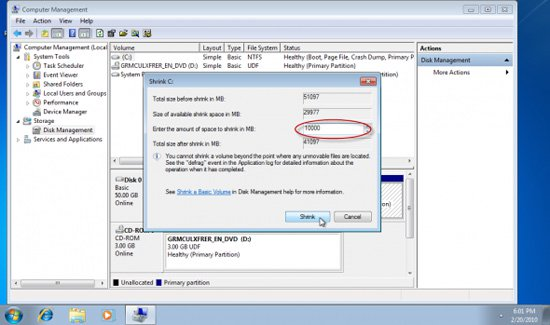 Computer Management
File Action View Help
Computer Management (Local
System Tools
Task Scheduler
Event Viewer
Shared Folders
Local Users and Groups
Performance
Device Manager
Storage
Disk Management
Services and Applications
Volume Layout Type File System Status
(C:) Simple Basic NTFS Healthy (Boot, Page File, Crash Dump, Primary P
GRMCULXFRER_EN_DVD (D:) Simple Basic UDF Healthy (Primary Partition)
Actions
Disk Management
More Actions
Shrink C:
Total size before shrink in MB: 51097
Size of available shrink space in MB: 29977
Enter the amount of space to shrink in MB: 10000
Total size after shrink in MB: 41097
You cannot shrink a volume beyond the point where any unmovable files are located.
See the "defrag" event in the Application log for detailed information about the
operation when it has completed.
See Shrink a Basic Volume in Disk Management help for more information.
Shrink Cancel
Disk 0
Basic
50.00 GB
Online
CD-ROM
3.00 GB
Online
GRMCULXFRER_EN_DVD (D:)
3.00 GB UDF
Healthy (Primary Partition)
Unallocated Primary partition
6:01 PM
2/20/2010